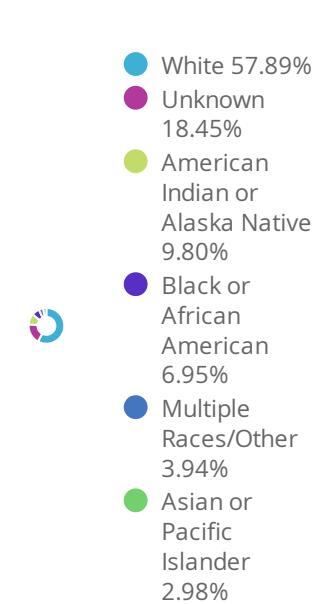 White 57.89%
Unknown
18.45%
American
Indian or
Alaska Native
9.80%
Black or
African
American
6.95%
Multiple
Races/Other
3.94%
Asian or
Pacific
Islander
2.98%